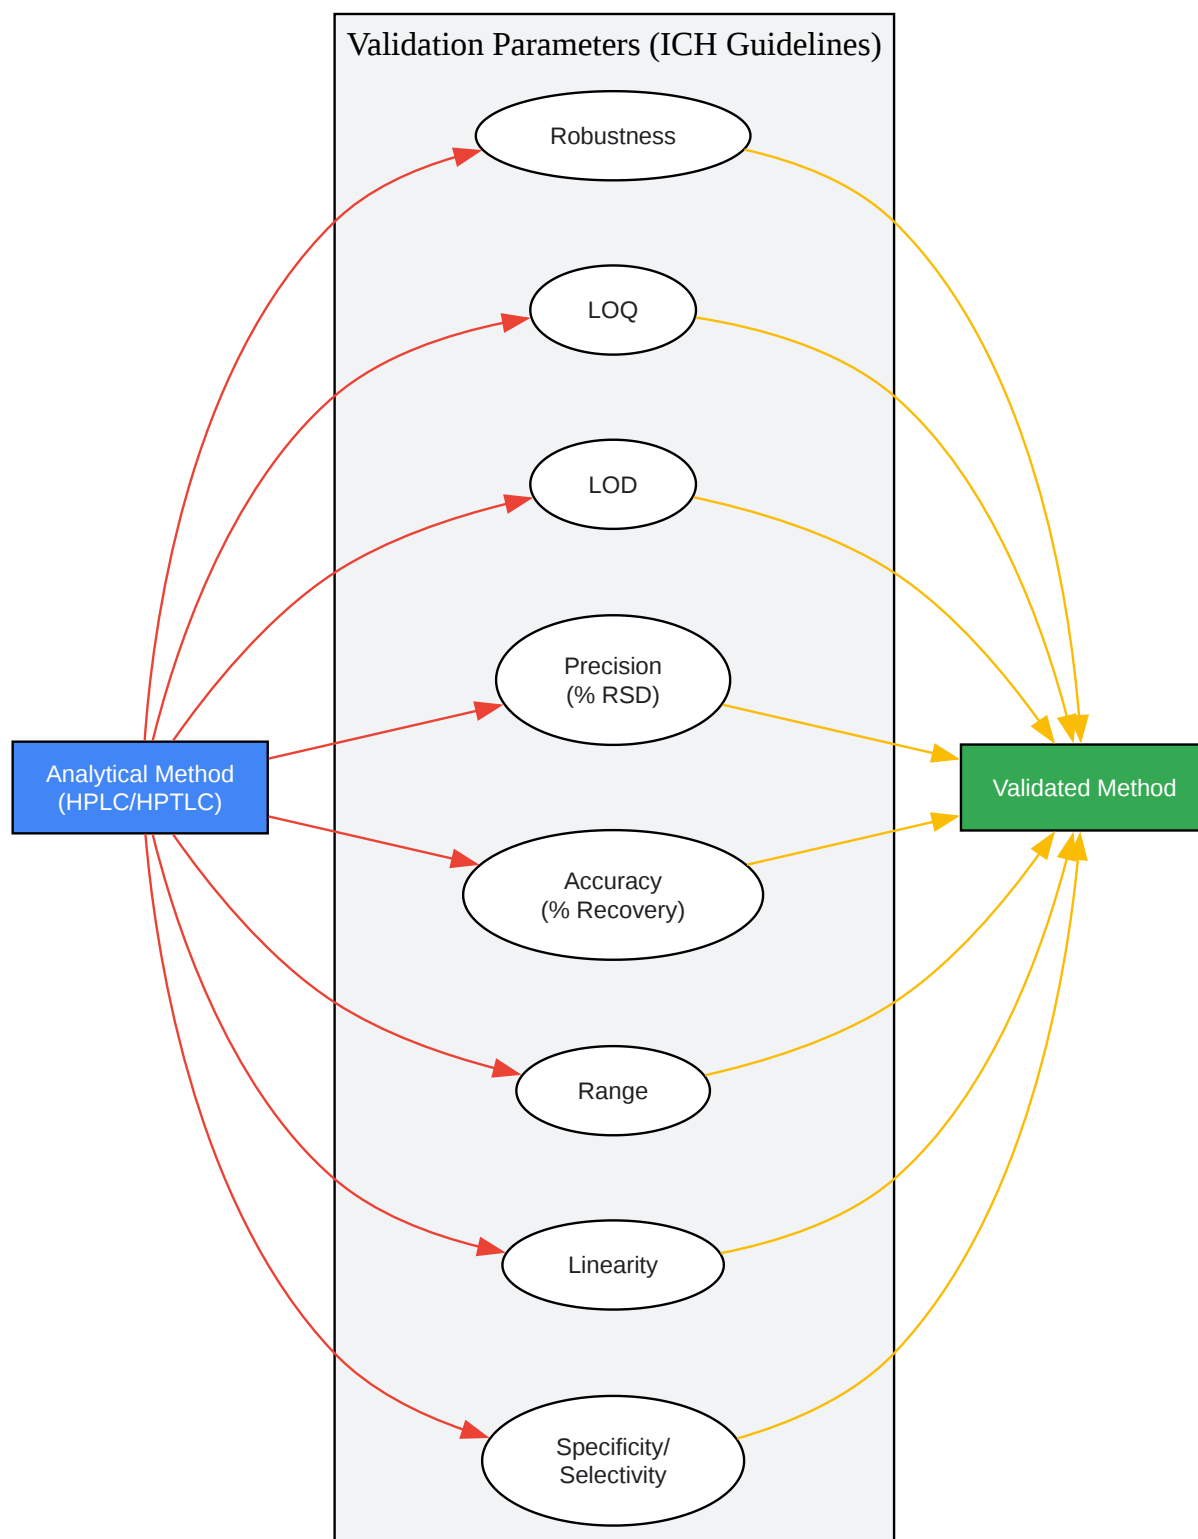 Validation Parameters (ICH Guidelines)
Robustness
LOQ
LOD
Precision
(% RSD)
Analytical Method
(HPLC/HPTLC)
Validated Method
Accuracy
(% Recovery)
Range
Linearity
Specificity/
Selectivity